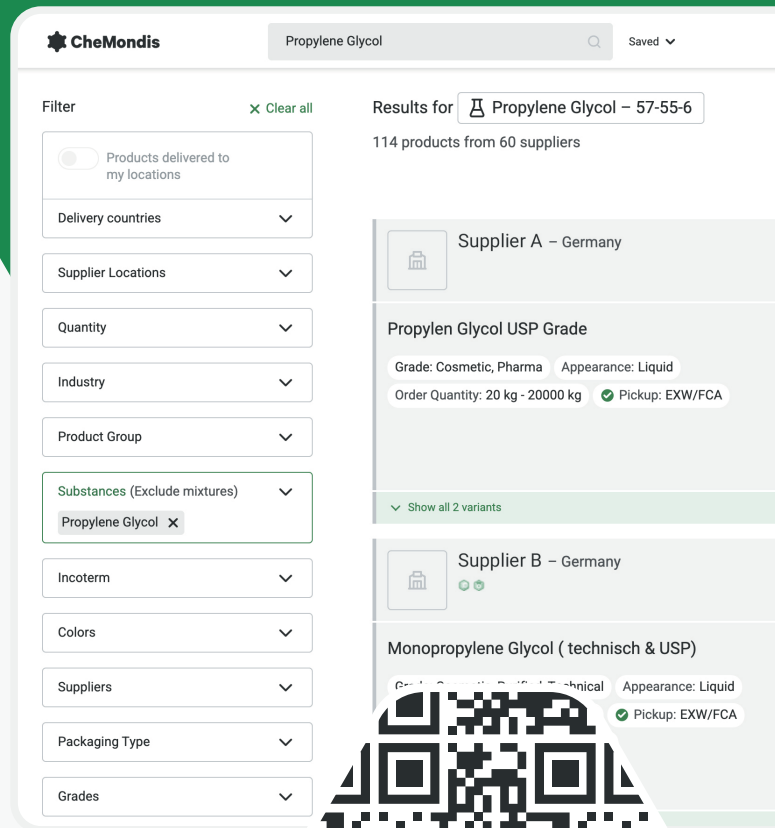 CheMondis
Propylene Glycol
Saved
Filter
Clear all
Products delivered to
my locations
Delivery countries
Supplier Locations
Quantity
Industry
Product Group
Substances (Exclude mixtures)
Propylene Glycol
Incoterm
Colors
Suppliers
Packaging Type
Grades
Results for Propylene Glycol – 57-55-6
114 products from 60 suppliers
Supplier A – Germany
Propylen Glycol USP Grade
Grade: Cosmetic, Pharma Appearance: Liquid
Order Quantity: 20 kg - 20000 kg Pickup: EXW/FCA
Show all 2 variants
Supplier B – Germany
Monopropylene Glycol ( technisch & USP)
Grade: Cosmetic, Purified, Technical Appearance: Liquid
Pickup: EXW/FCA